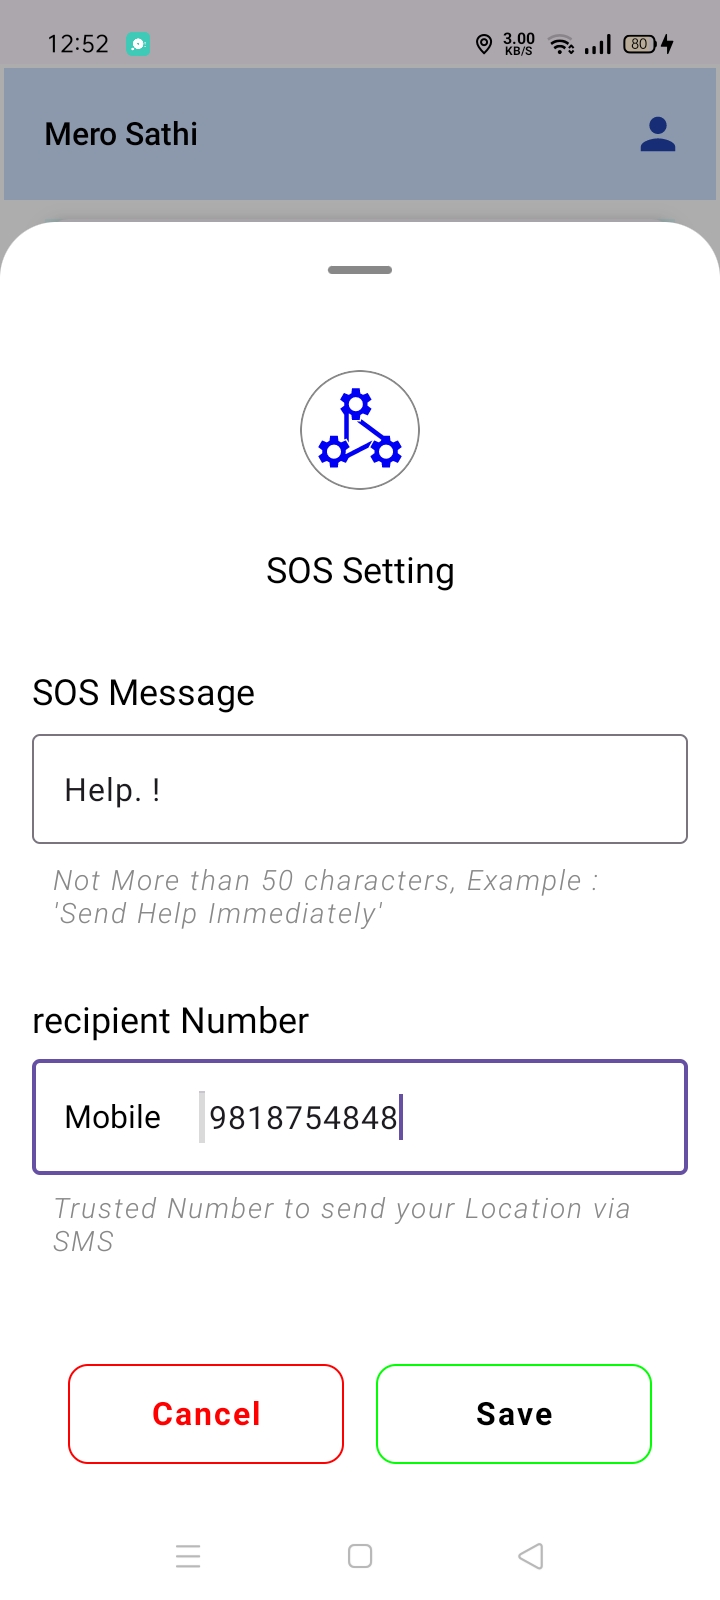 12:52
3.00
KB/S
80
Mero Sathi
SOS Setting
SOS Message
Help. !
Not More than 50 characters, Example :
'Send Help Immediately'
recipient Number
Mobile 9818754848
Trusted Number to send your Location via
SMS
Cancel Save